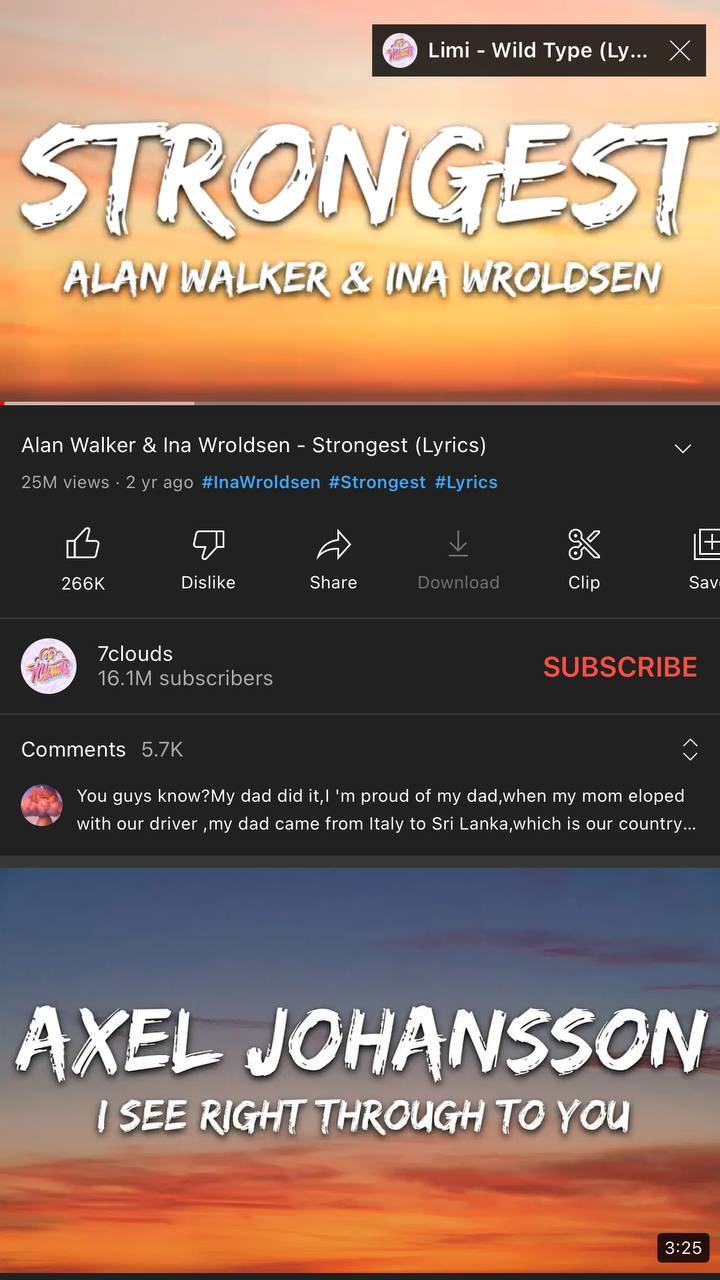 Limi - Wild Type (Ly...
STRONGEST
ALAN WALKER & INA WROLDSEN
Alan Walker & Ina Wroldsen - Strongest (Lyrics)
25M views · 2 yr ago #InaWroldsen #Strongest #Lyrics
266K Dislike Share Download Clip Sav
7clouds
16.1M subscribers
SUBSCRIBE
Comments 5.7K
You guys know?My dad did it,I 'm proud of my dad,when my mom eloped
with our driver ,my dad came from Italy to Sri Lanka,which is our country...
AXEL JOHANSSON
I SEE RIGHT THROUGH TO YOU
3:25